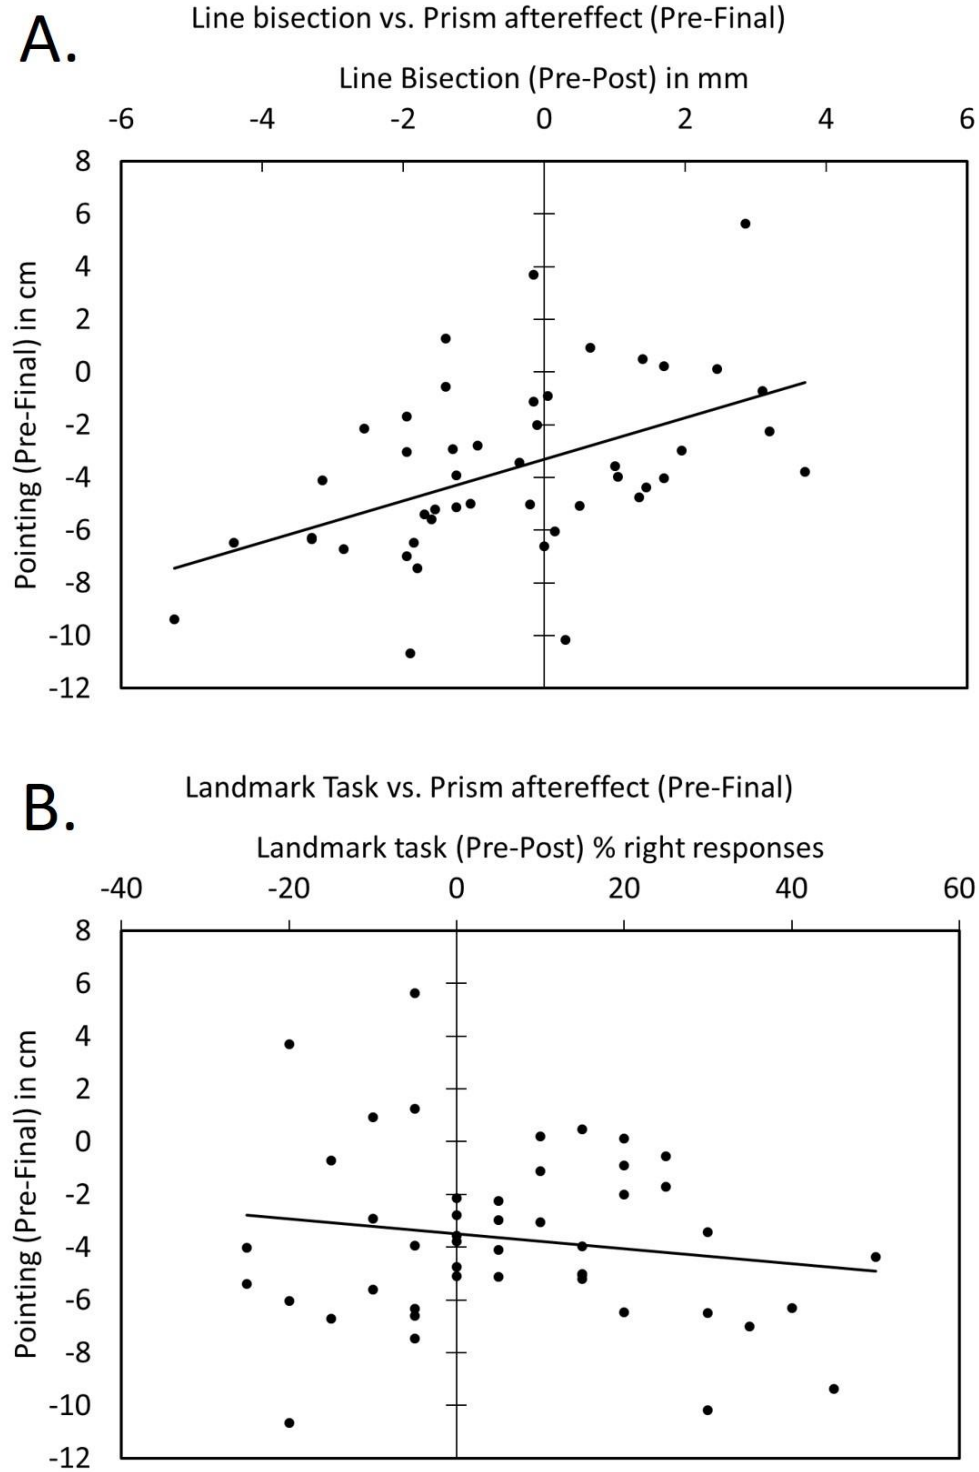 A.
Line bisection vs. Prism aftereffect (Pre-Final)
Line Bisection (Pre-Post) in mm
-6 -4 -2 0 2 4 6
8
6
4
2
0
-2
-4
-6
-8
-10
-12
Pointing (Pre-Final) in cm
B.
Landmark Task vs. Prism aftereffect (Pre-Final)
Landmark task (Pre-Post) % right responses
-40 -20 0 20 40 60
8
6
4
2
0
-2
-4
-6
-8
-10
-12
Pointing (Pre-Final) in cm